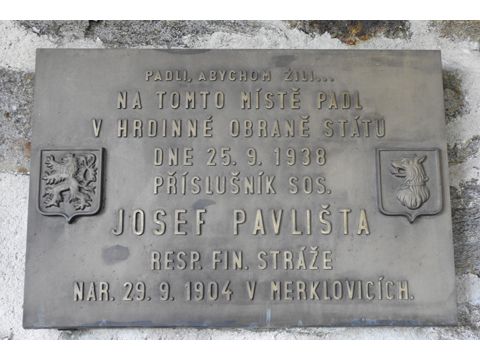 PADLI, ABYCHOM ŽILI...
NA TOMTO MÍSTĚ PADL
V HRDINNÉ OBRANĚ STÁTU
DNE 25. 9. 1938
PŘÍSLUŠNÍK SOS.
JOSEF PAVLIŠTA
RESP. FIN. STRÁŽE
NAR. 29. 9. 1904 V MERKLOVICÍCH.